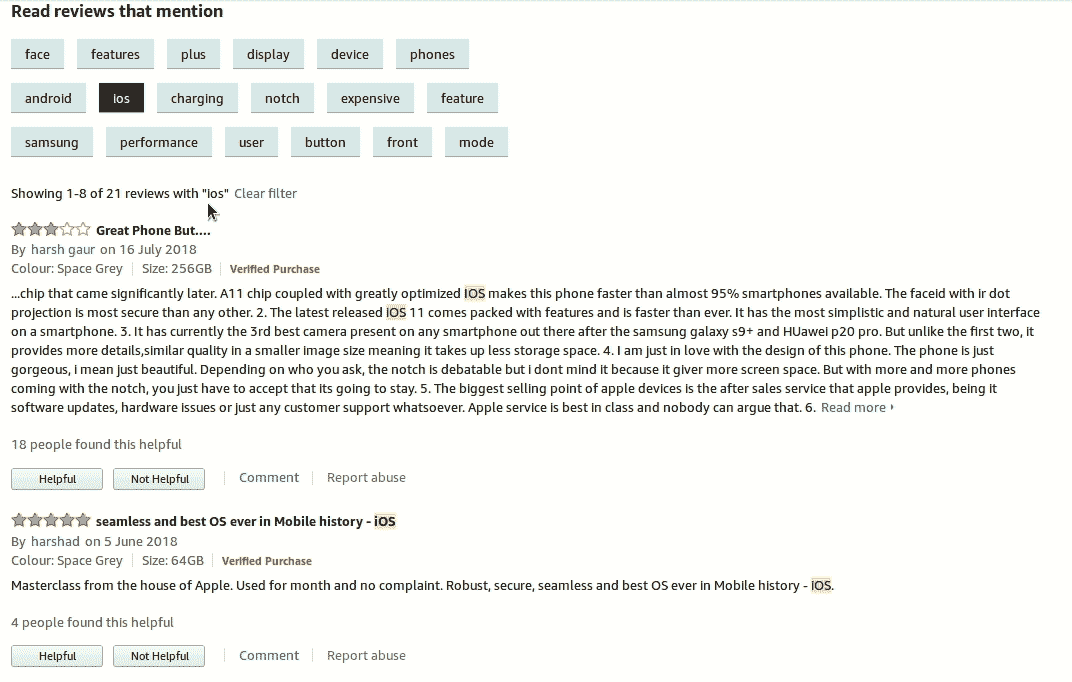 Read reviews that mention
face features plus display device phones
android ios charging notch expensive feature
samsung performance user button front mode
Showing 1-8 of 21 reviews with "ios" Clear filter
Great Phone But....
By harsh gaur on 16 July 2018
Colour: Space Grey Size: 256GB Verified Purchase
...chip that came significantly later. A11 chip coupled with greatly optimized IOS makes this phone faster than almost 95% smartphones available. The faceid with ir dot
projection is most secure than any other. 2. The latest released iOS 11 comes packed with features and is faster than ever. It has the most simplistic and natural user interface
on a smartphone. 3. It has currently the 3rd best camera present on any smartphone out there after the samsung galaxy s9+ and HUawei p20 pro. But unlike the first two, it
provides more details,similar quality in a smaller image size meaning it takes up less storage space. 4. I am just in love with the design of this phone. The phone is just
gorgeous, i mean just beautiful. Depending on who you ask, the notch is debatable but i dont mind it because it giver more screen space. But with more and more phones
coming with the notch, you just have to accept that its going to stay. 5. The biggest selling point of apple devices is the after sales service that apple provides, being it
software updates, hardware issues or just any customer support whatsoever. Apple service is best in class and nobody can argue that. 6. Read more
18 people found this helpful
Helpful Not Helpful Comment Report abuse
seamless and best OS ever in Mobile history - iOS
By harshad on 5 June 2018
Colour: Space Grey Size: 64GB Verified Purchase
Masterclass from the house of Apple. Used for month and no complaint. Robust, secure, seamless and best OS ever in Mobile history - iOS.
4 people found this helpful
Helpful Not Helpful Comment Report abuse